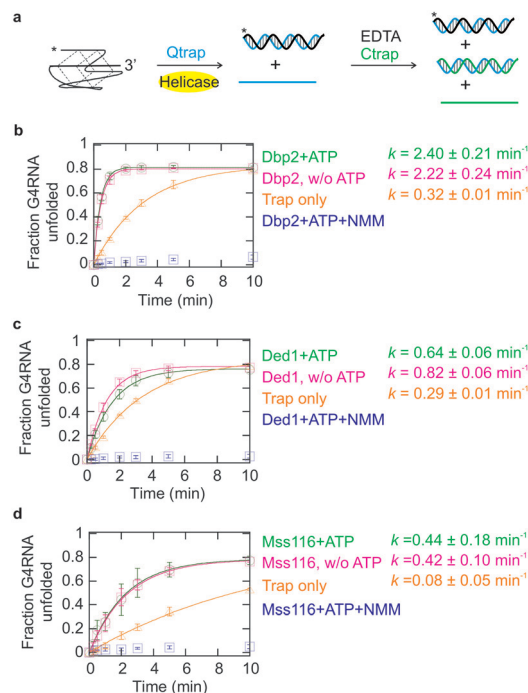 a
* 3' Qtrap Helicase * + EDTA Ctrap * + +
b
Fraction G4RNA unfolded
0.8
0.6
0.4
0.2
0
0 2 4 6 8 10
Time (min)
Dbp2+ATP k = 2.40 ± 0.21 min⁻¹
Dbp2, w/o ATP k = 2.22 ± 0.24 min⁻¹
Trap only k = 0.32 ± 0.01 min⁻¹
Dbp2+ATP+NMM
c
Fraction G4RNA unfolded
0.8
0.6
0.4
0.2
0
0 2 4 6 8 10
Time (min)
Ded1+ATP k = 0.64 ± 0.06 min⁻¹
Ded1, w/o ATP k = 0.82 ± 0.06 min⁻¹
Trap only k = 0.29 ± 0.01 min⁻¹
Ded1+ATP+NMM
d
Fraction G4RNA unfolded
0.8
0.6
0.4
0.2
0
0 2 4 6 8 10
Time (min)
Mss116+ATP k =0.44 ± 0.18 min⁻¹
Mss116, w/o ATP k =0.42 ± 0.10 min⁻¹
Trap only k =0.08 ± 0.05 min⁻¹
Mss116+ATP+NMM